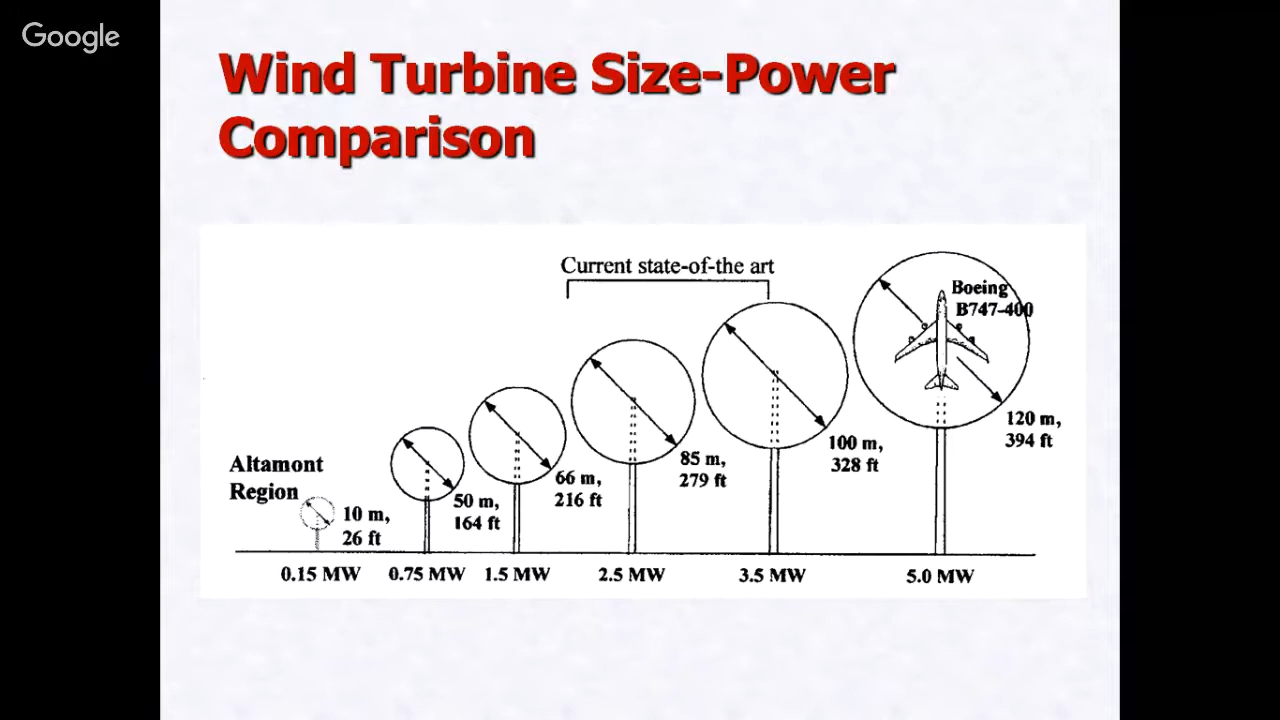 Google
Wind Turbine Size-Power
Comparison
Current state-of-the art
Boeing
B747-400
120 m,
394 ft
100 m,
328 ft
85 m,
279 ft
66 m,
216 ft
50 m,
164 ft
Altamont
Region
10 m,
26 ft
0.15 MW 0.75 MW 1.5 MW 2.5 MW 3.5 MW 5.0 MW